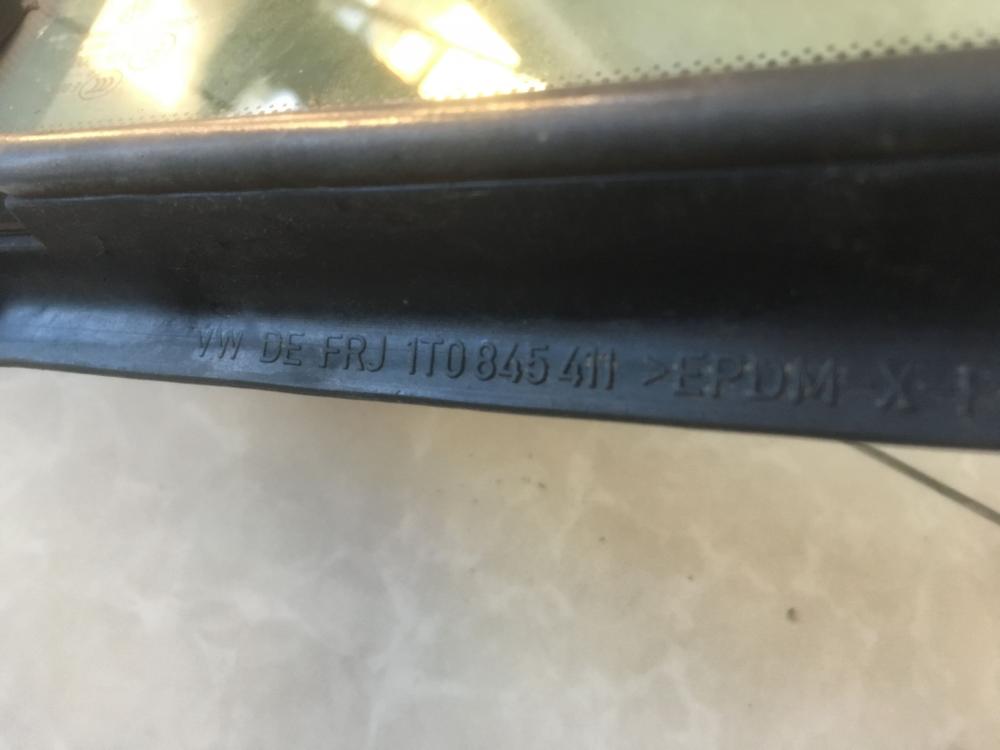 VW DE FRJ 1T0 845 411 >EPDM X